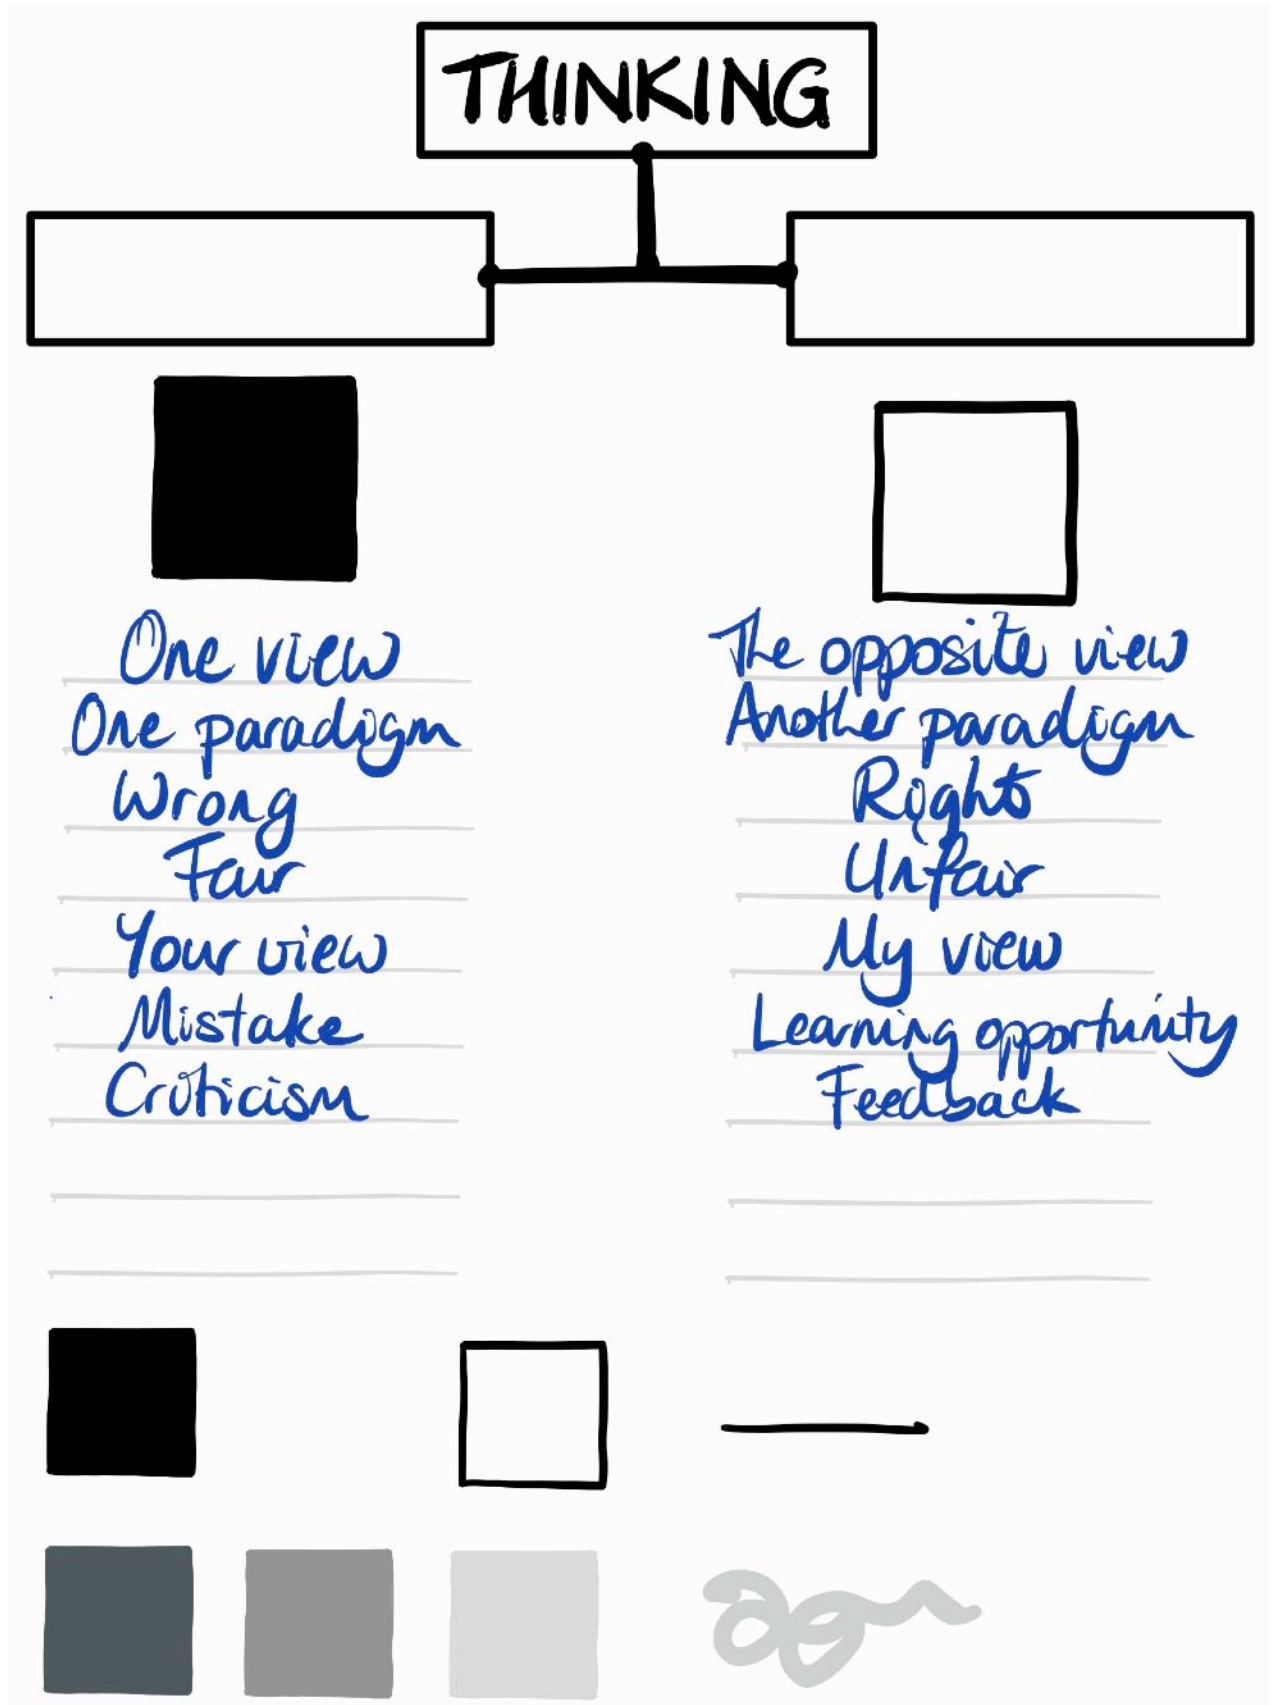 THINKING
One view
The opposite view
One paradigm
Another paradigm
Wrong
Right
Fair
Unfair
Your view
My view
Mistake
Learning opportunity
Criticism
Feedback